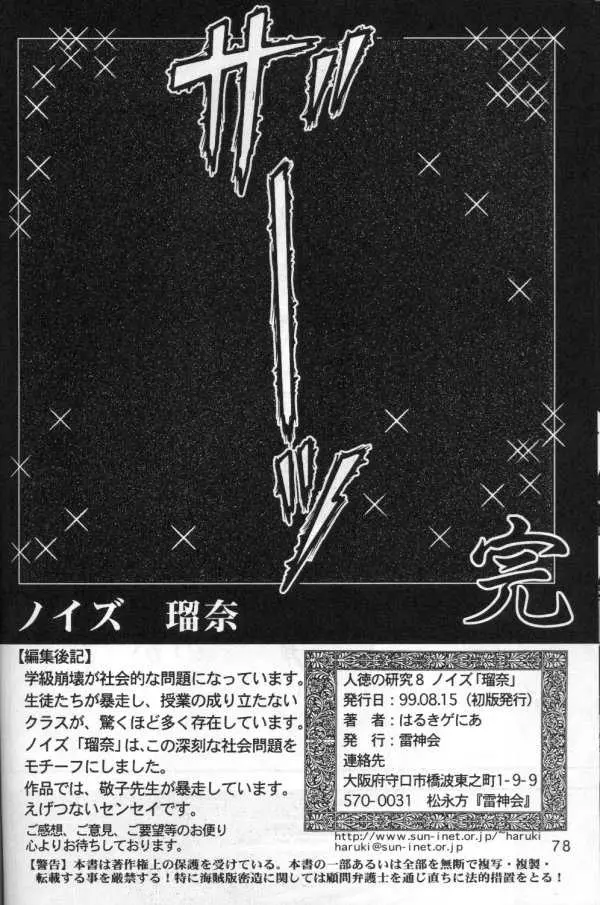 ザーッ
完
ノイズ 瑠奈
【編集後記】
学級崩壊が社会的な問題になっています。
生徒たちが暴走し、授業の成り立たない
クラスが、驚くほど多く存在しています。
ノイズ「瑠奈」は、この深刻な社会問題を
モチーフにしました。
作品では、敬子先生が暴走しています。
えげつないセンセイです。
ご感想、ご意見、ご要望等のお便り
心よりお待ちしております。
人徳の研究8 ノイズ「瑠奈」
発行日：99.08.15（初版発行）
著 者：はるきゲにあ
発 行：雷神会
連絡先
大阪府守口市橋波東之町1-9-9
570-0031 松永方『雷神会』
http://www.sun-inet.or.jp/~haruki
haruki@sun-inet.or.jp
78
【警告】本書は著作権上の保護を受けている。本書の一部あるいは全部を無断で複写・複製・
転載する事を厳禁する！特に海賊版密造に関しては顧問弁護士を通じ直ちに法的措置をとる！